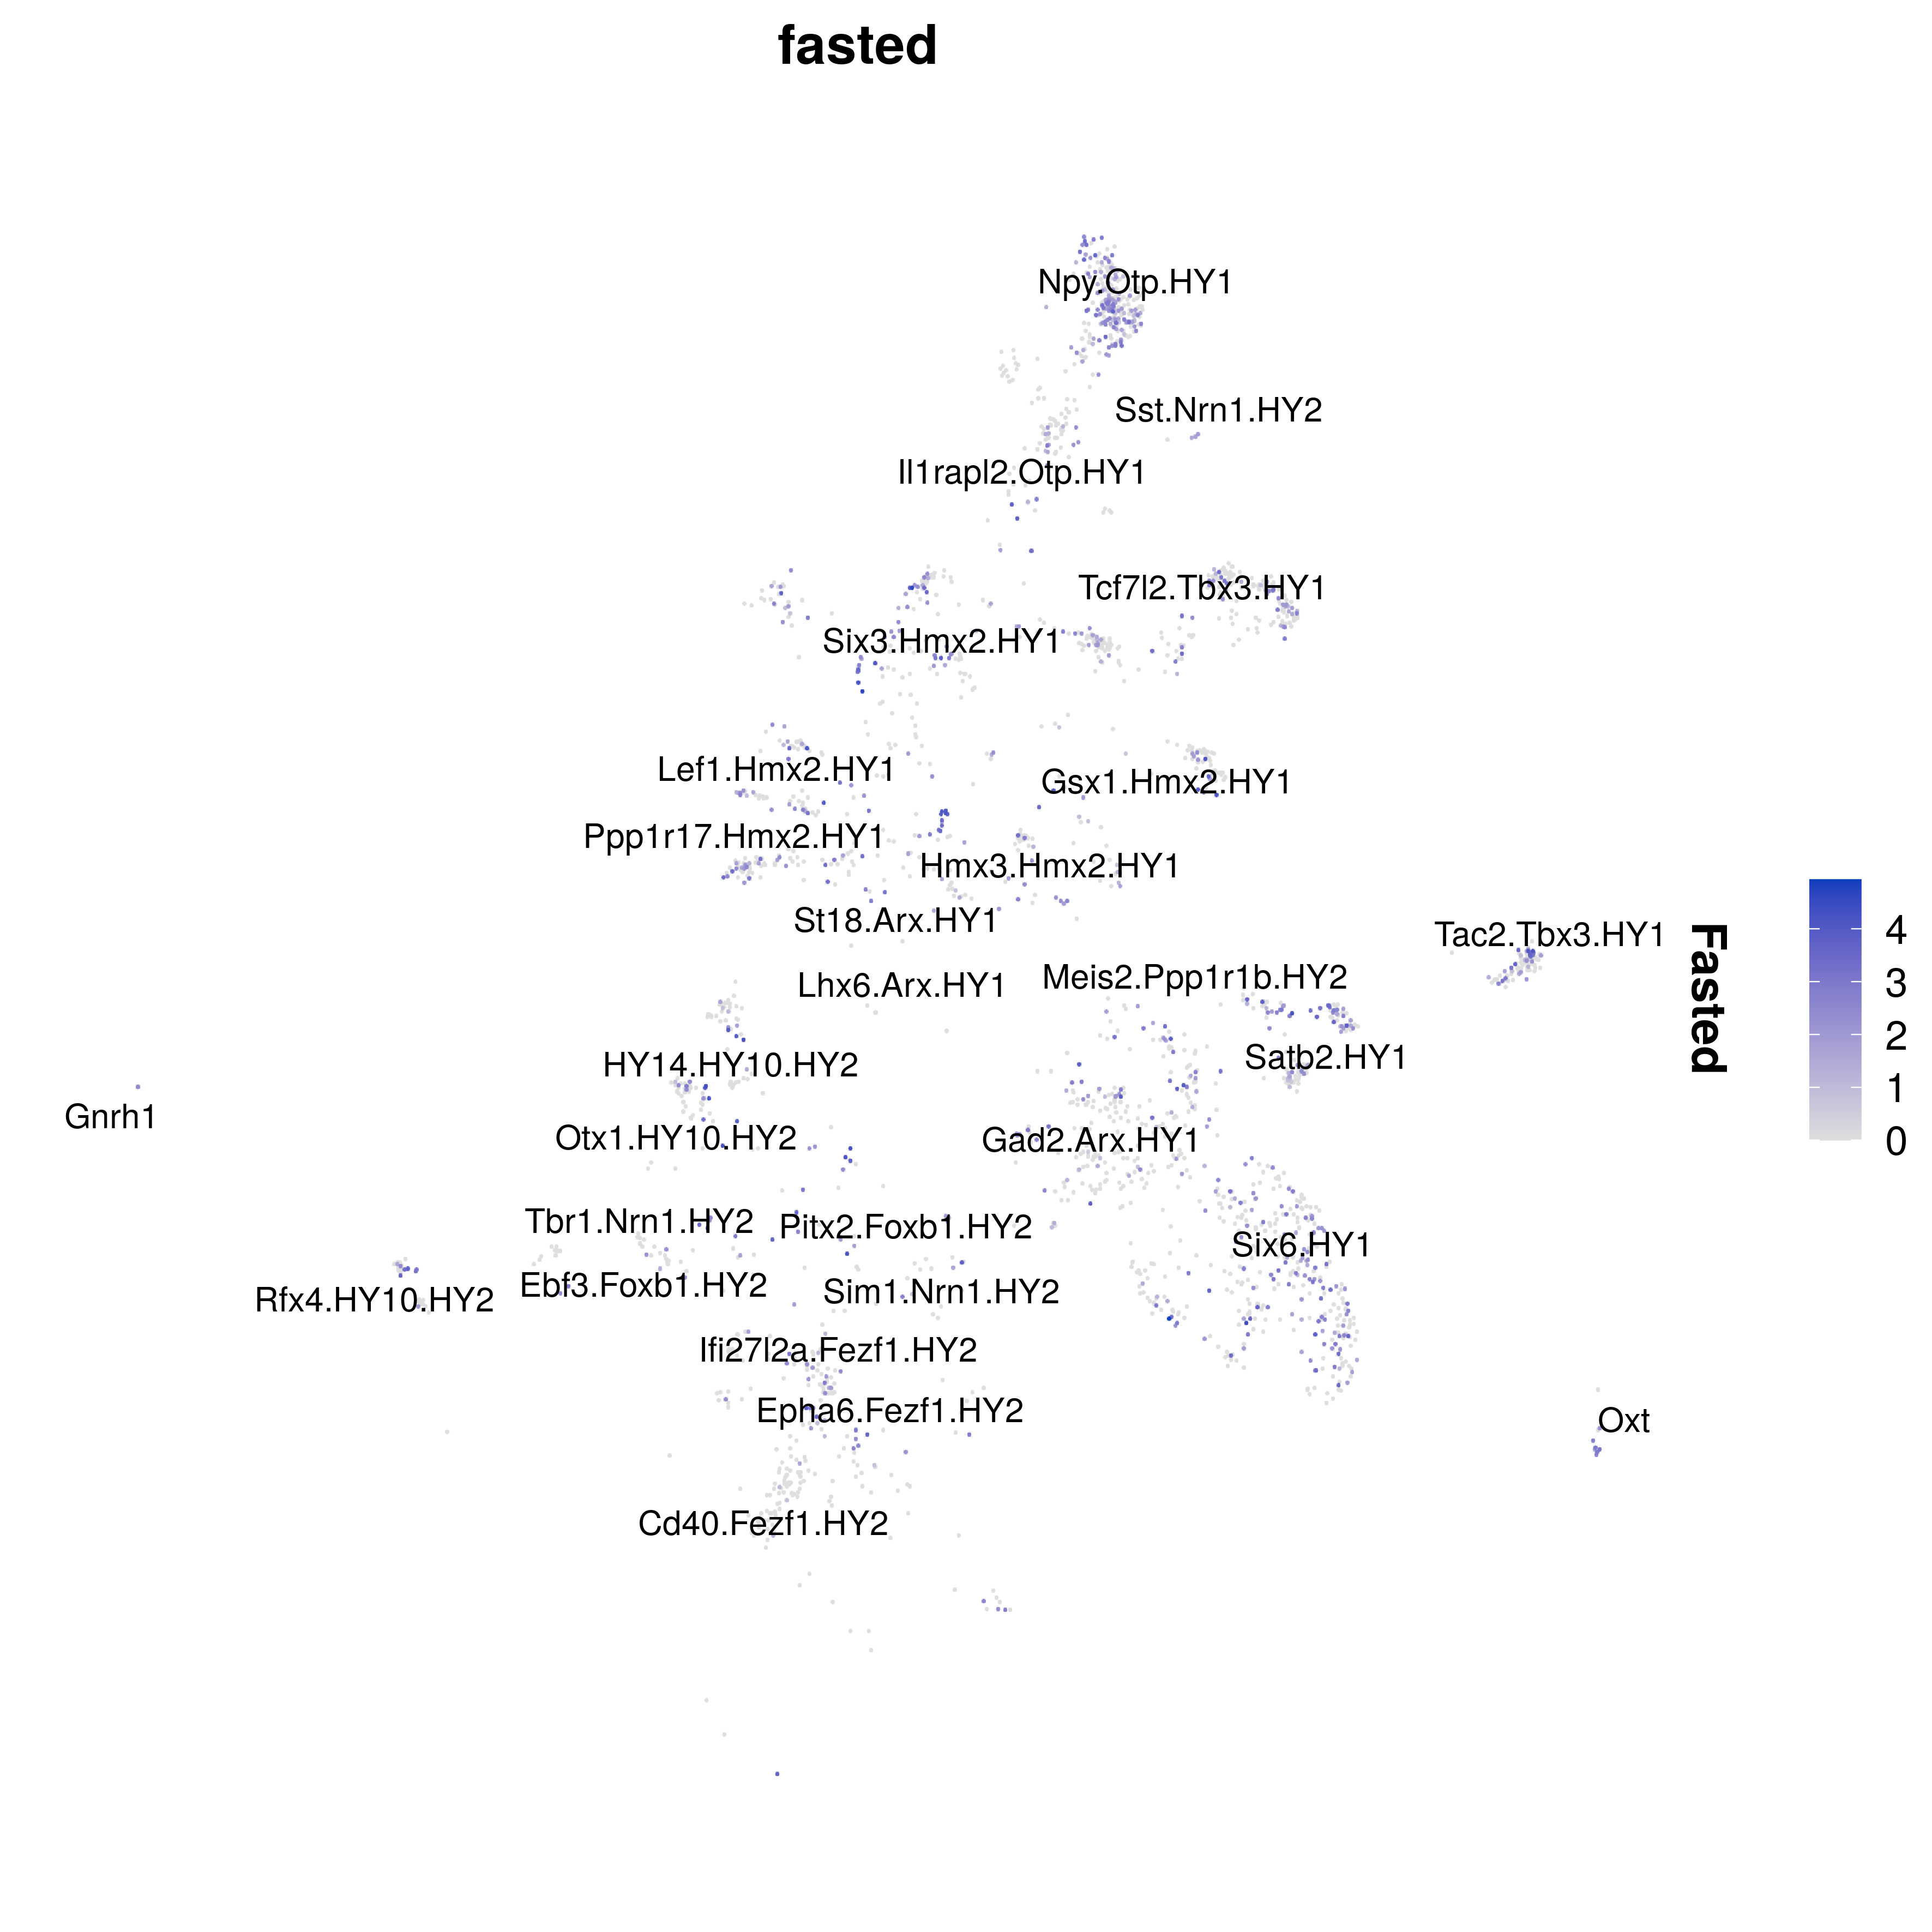 fasted
Npy.Otp.HY1
Sst.Nrn1.HY2
Il1rapl2.Otp.HY1
Tcf7l2.Tbx3.HY1
Six3.Hmx2.HY1
Lef1.Hmx2.HY1
Gsx1.Hmx2.HY1
Ppp1r17.Hmx2.HY1
Hmx3.Hmx2.HY1
St18.Arx.HY1
Tac2.Tbx3.HY1
Meis2.Ppp1r1b.HY2
Lhx6.Arx.HY1
Satb2.HY1
HY14.HY10.HY2
Gnrh1
Otx1.HY10.HY2
Gad2.Arx.HY1
Tbr1.Nrn1.HY2
Pitx2.Foxb1.HY2
Six6.HY1
Ebf3.Foxb1.HY2
Sim1.Nrn1.HY2
Rfx4.HY10.HY2
Ifi27l2a.Fezf1.HY2
Epha6.Fezf1.HY2
Oxt
Cd40.Fezf1.HY2
Fasted
4
3
2
1
0